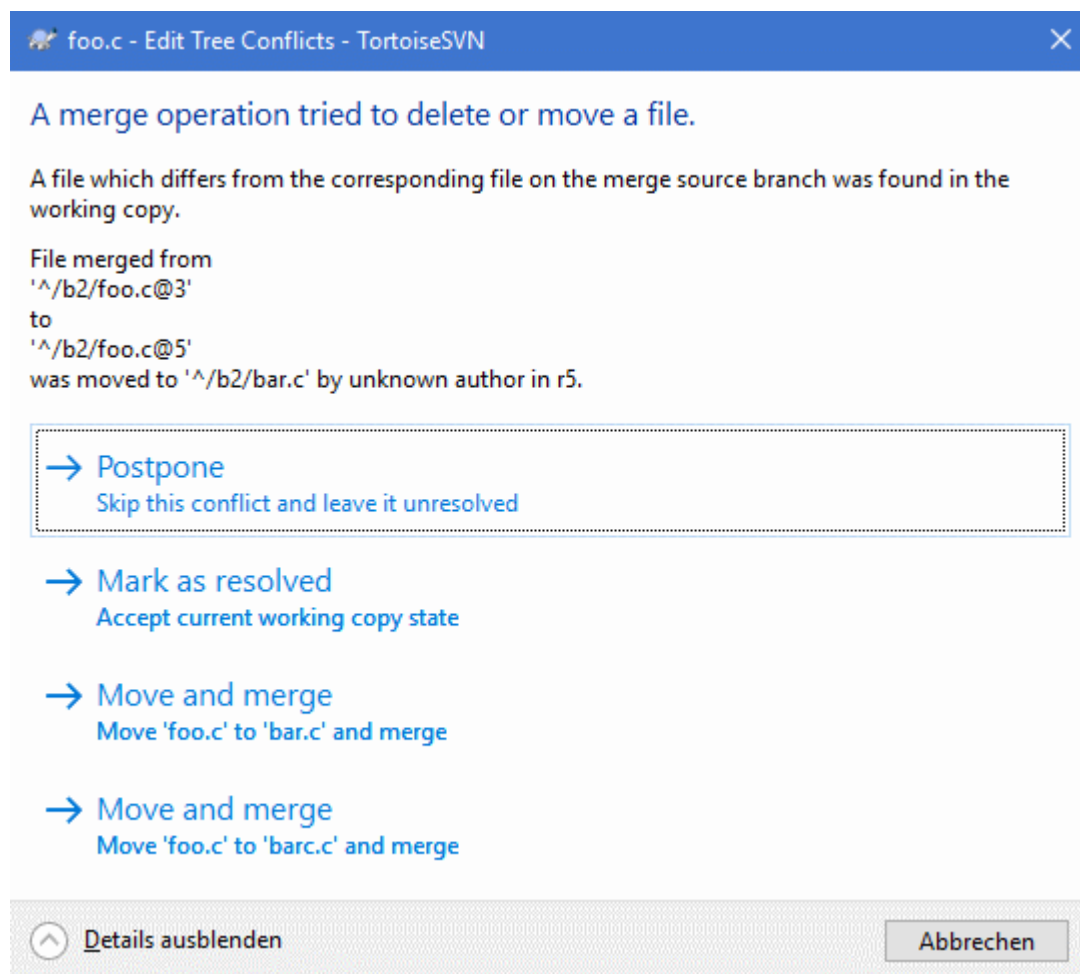 foo.c - Edit Tree Conflicts - TortoiseSVN
A merge operation tried to delete or move a file.
A file which differs from the corresponding file on the merge source branch was found in the
working copy.
File merged from
'^/b2/foo.c@3'
to
'^/b2/foo.c@5'
was moved to '^/b2/bar.c' by unknown author in r5.
Postpone
Skip this conflict and leave it unresolved
Mark as resolved
Accept current working copy state
Move and merge
Move 'foo.c' to 'bar.c' and merge
Move and merge
Move 'foo.c' to 'barc.c' and merge
Details ausblenden
Abbrechen